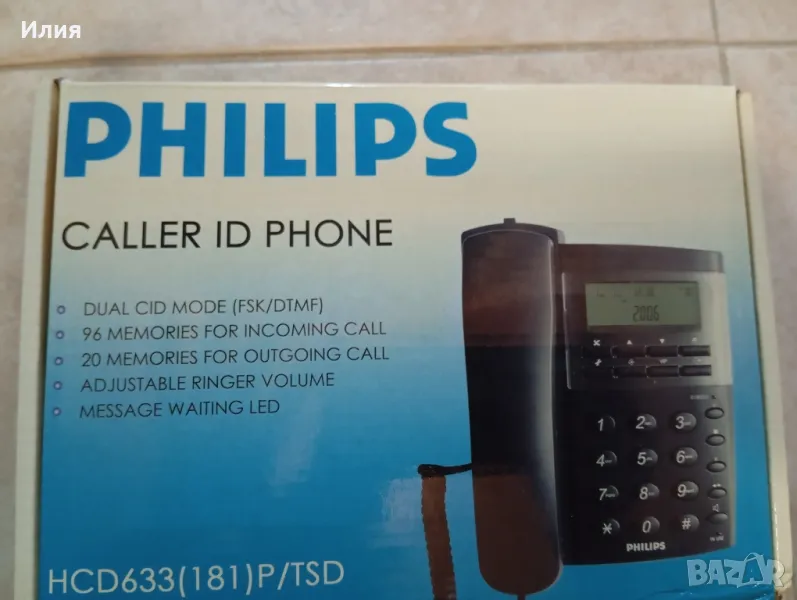 Илия
PHILIPS
CALLER ID PHONE
DUAL CID MODE (FSK/DTMF)
96 MEMORIES FOR INCOMING CALL
20 MEMORIES FOR OUTGOING CALL
ADJUSTABLE RINGER VOLUME
MESSAGE WAITING LED
2006
1 2 3
4 5 6
7 8 9
* 0 #
PHILIPS
HCD633(181)P/TSD
BAZAR